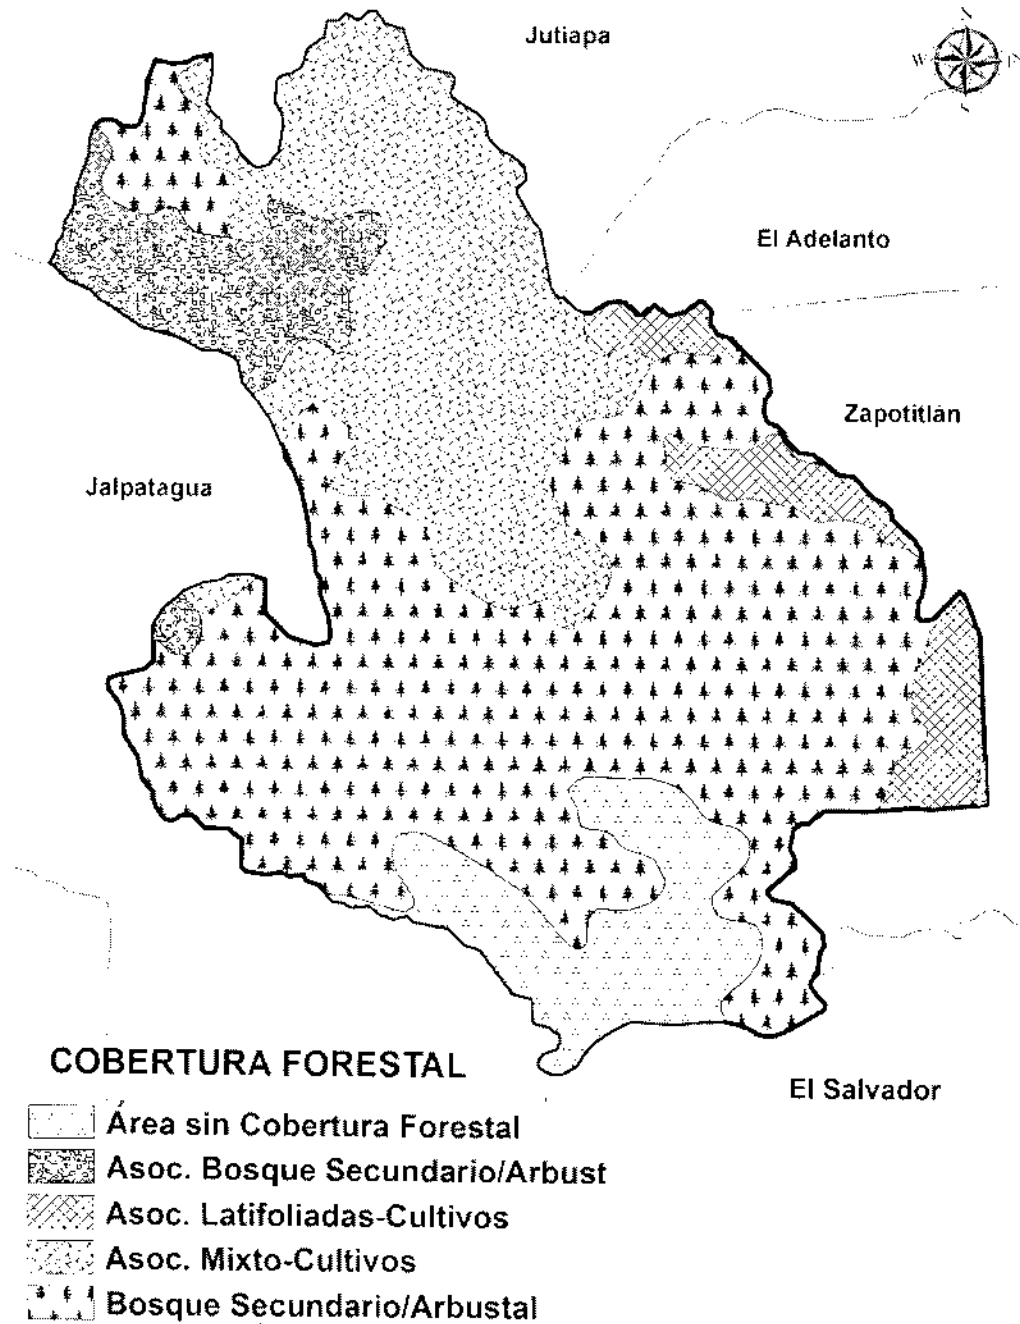 Jutiapa
N
W
E
S
El Adelanto
Zapotitlán
Jalpatagua
COBERTURA FORESTAL
El Salvador
Área sin Cobertura Forestal
Asoc. Bosque Secundario/Arbust
Asoc. Latifoliadas-Cultivos
Asoc. Mixto-Cultivos
Bosque Secundario/Arbustal